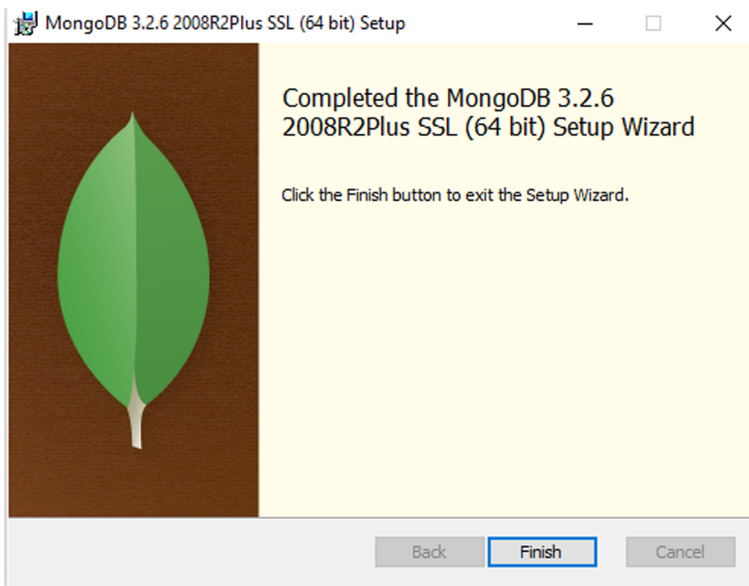 MongoDB 3.2.6 2008R2Plus SSL (64 bit) Setup
Completed the MongoDB 3.2.6
2008R2Plus SSL (64 bit) Setup Wizard
Click the Finish button to exit the Setup Wizard.
Back
Finish
Cancel